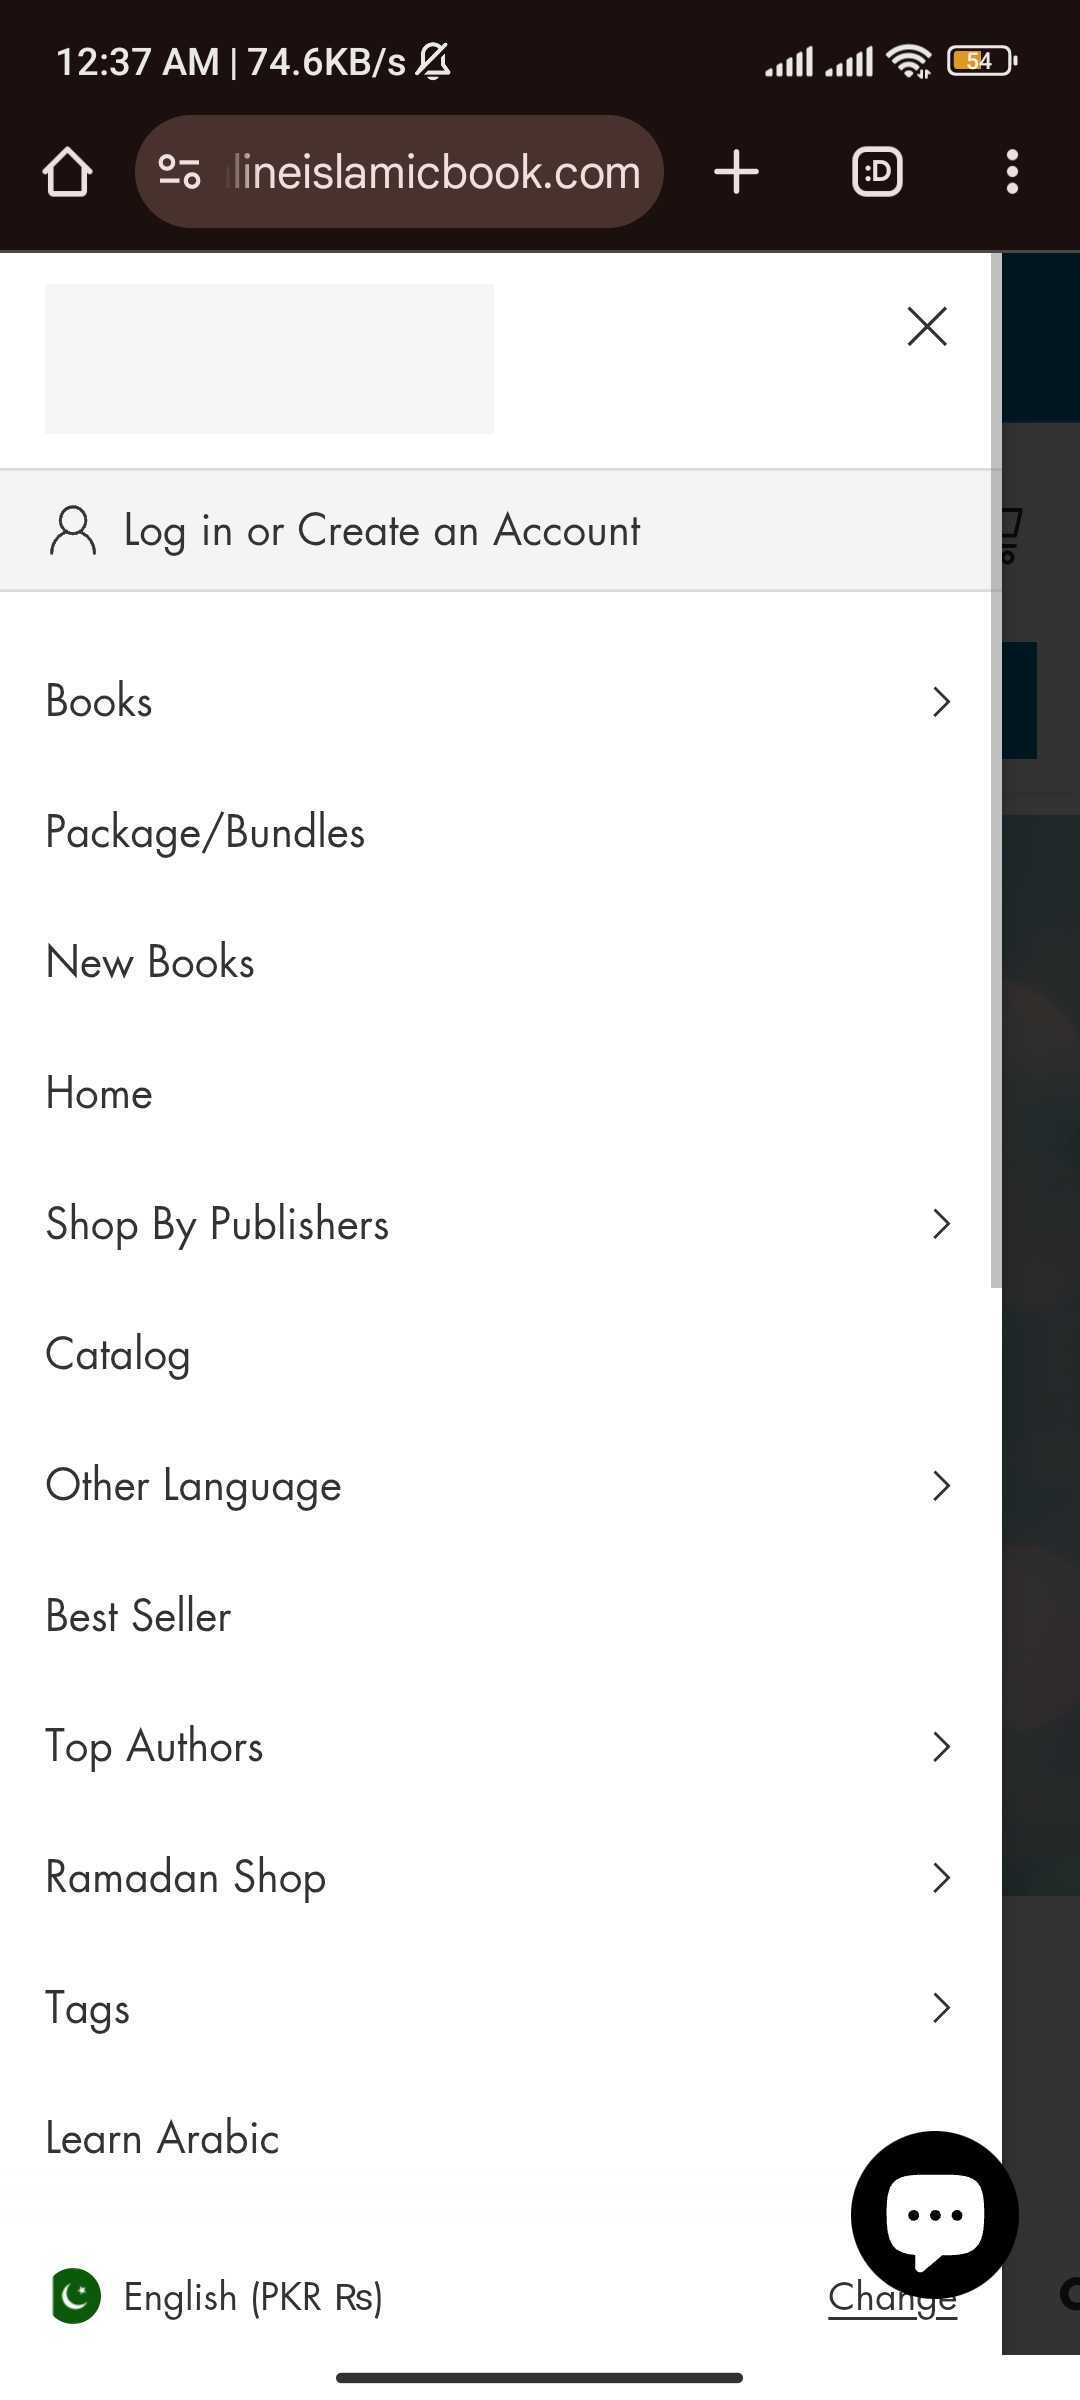 12:37 AM | 74.6KB/s
54
lineislamicbook.com
:D
Log in or Create an Account
Books
Package/Bundles
New Books
Home
Shop By Publishers
Catalog
Other Language
Best Seller
Top Authors
Ramadan Shop
Tags
Learn Arabic
English (PKR ₨)
Change